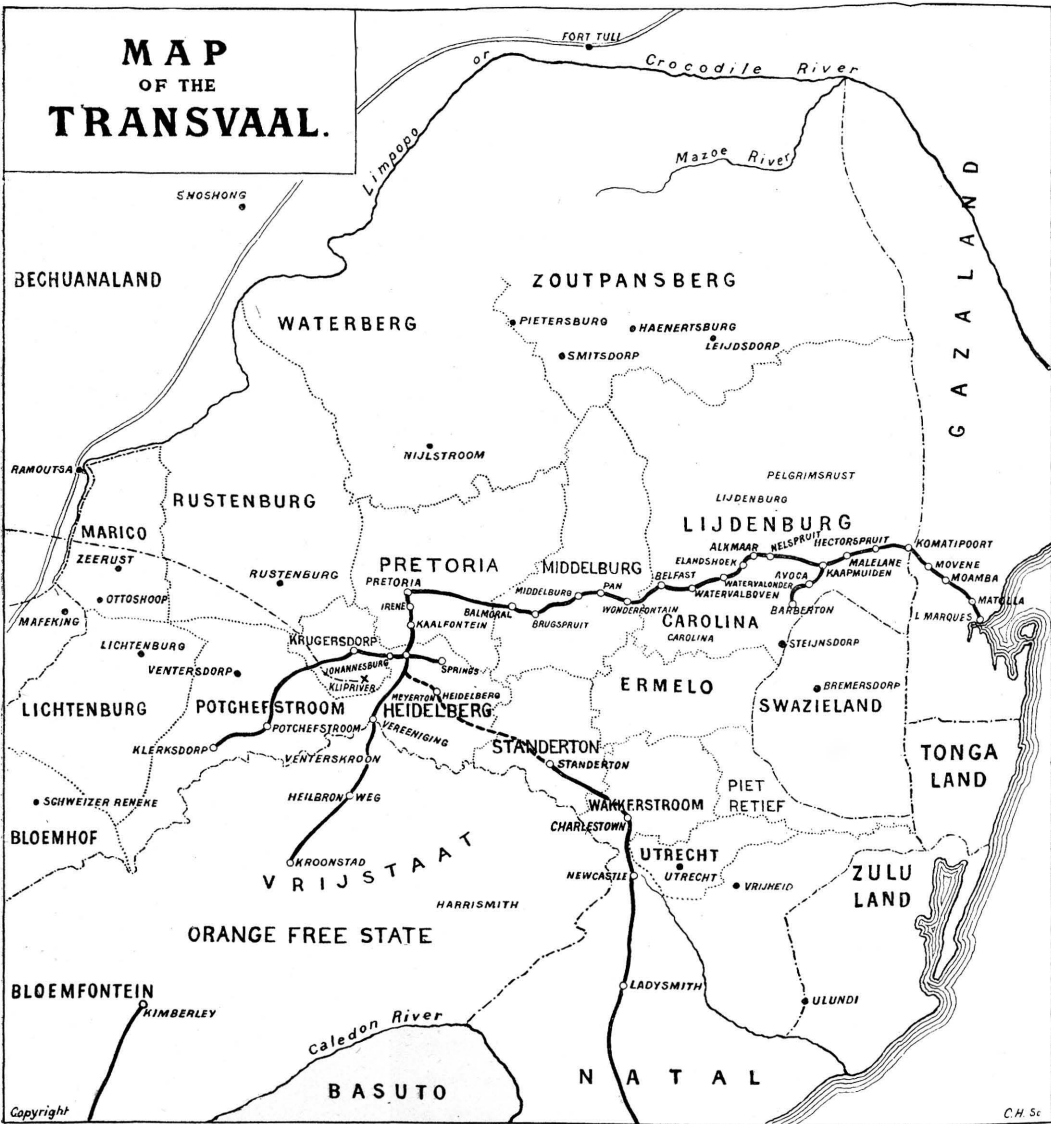 MAP
OF THE
TRANSVAAL.
FORT TULI
Limpopo or Crocodile River
Mazoe River
SHOSHONG
BECHUANALAND
GAZALAND
ZOUTPANSBERG
WATERBERG
PIETERSBURG
HAENERTSBURG
LEIJDSDORP
SMITSDORP
NIJLSTROOM
RAMOUTSA
PELGRIMSRUST
RUSTENBURG
LIJDENBURG
LIJDENBURG
MARICO
ZEERUST
ALKMAAR
NELSPRUIT
HECTORSPRUIT
KOMATIPOORT
PRETORIA
MIDDELBURG
ELANDSHOEK
MALELANE
MOVENE
RUSTENBURG
PRETORIA
PAN
BELFAST
WATERVALONDER
AVOCA
KAAPMUIDEN
MOAMBA
OTTOSHOOP
IRENE
MIDDELBURG
WATERVALBOVEN
BALMORAL
WONDERFONTAIN
BARBERTON
MATOLLA
MAFEKING
KAALFONTEIN
BRUGSPRUIT
CAROLINA
L. MARQUES
CAROLINA
STEIJNSDORP
LICHTENBURG
KRUGERSDORP
JOHANNESBURG
SPRINGS
VENTERSDORP
KLIPRIVER
ERMELO
BREMERSDORP
MEYERTON
HEIDELBERG
LICHTENBURG
POTCHEFSTROOM
HEIDELBERG
SWAZIELAND
POTCHEFSTROOM
VEREENIGING
KLERKSDORP
STANDERTON
TONGA
LAND
VENTERSKROON
STANDERTON
PIET
RETIEF
HEILBRON WEG
SCHWEIZER RENEKE
WAKKERSTROOM
CHARLESTOWN
BLOEMHOF
UTRECHT
KROONSTAD
VRIJSTAAT
NEWCASTLE
UTRECHT
VRIJHEID
ZULU
LAND
HARRISMITH
ORANGE FREE STATE
BLOEMFONTEIN
KIMBERLEY
LADYSMITH
ULUNDI
Caledon River
BASUTO
NATAL
Copyright
C.H. Sc